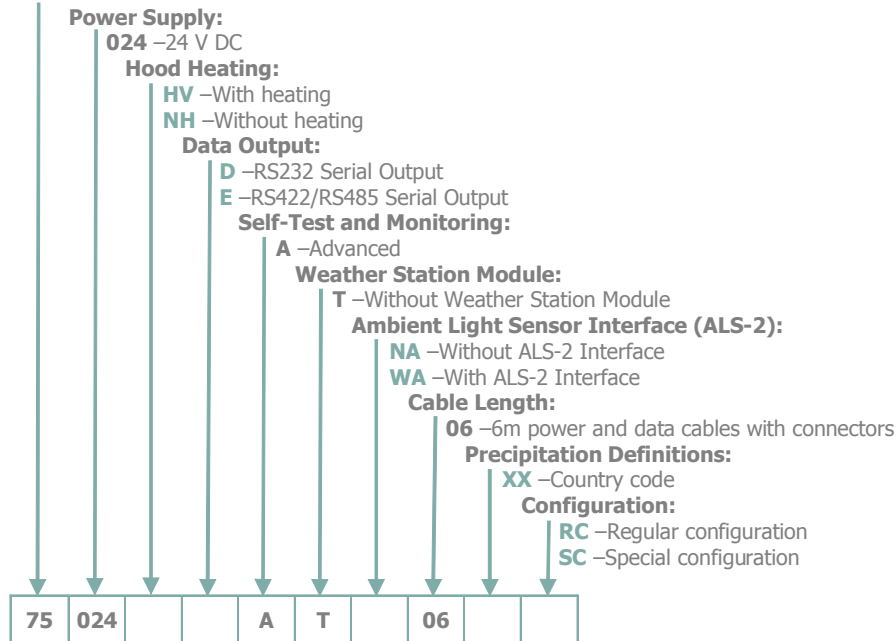 Power Supply:
024 –24 V DC
Hood Heating:
HV –With heating
NH –Without heating
Data Output:
D –RS232 Serial Output
E –RS422/RS485 Serial Output
Self-Test and Monitoring:
A –Advanced
Weather Station Module:
T –Without Weather Station Module
Ambient Light Sensor Interface (ALS-2):
NA –Without ALS-2 Interface
WA –With ALS-2 Interface
Cable Length:
06 –6m power and data cables with connectors
Precipitation Definitions:
XX –Country code
Configuration:
RC –Regular configuration
SC –Special configuration
75 024 A T 06